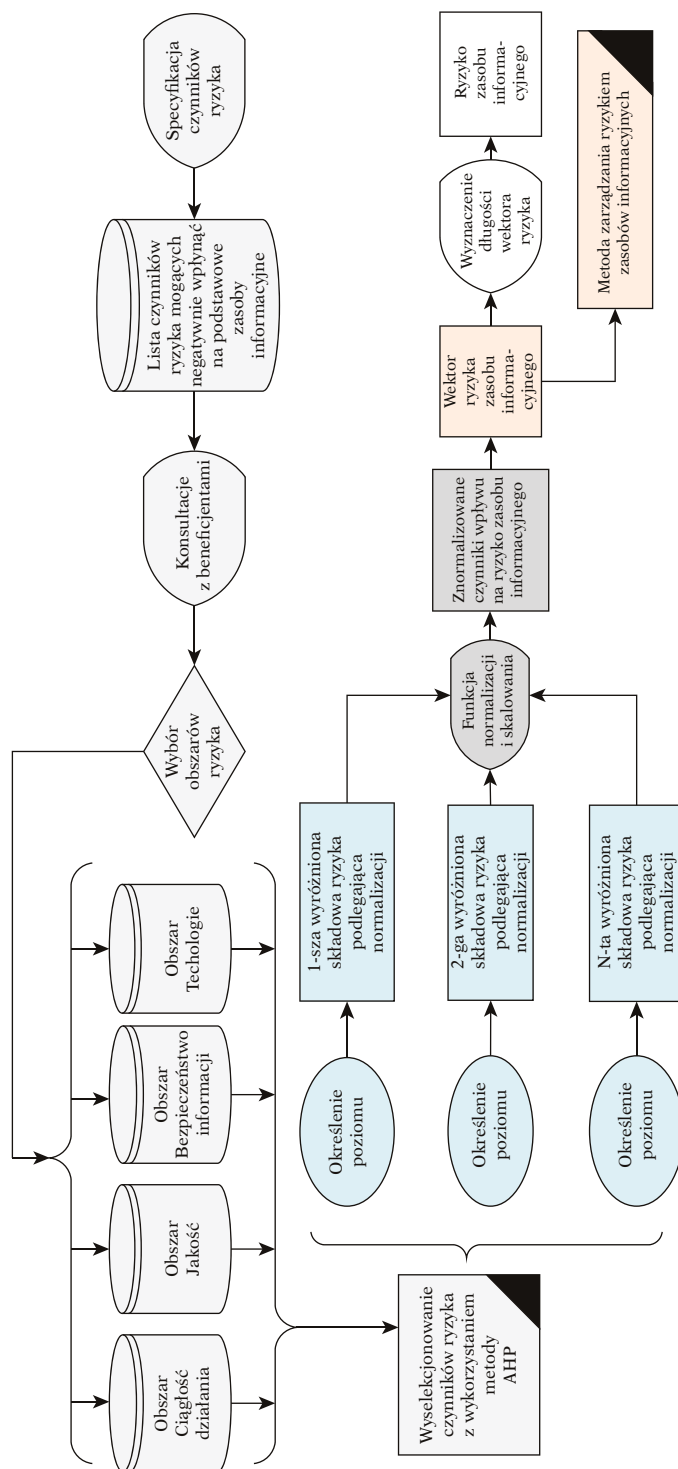 Specyfikacja
czynników
ryzyka
Lista czynników
ryzyka mogących
negatywnie wpłynąć
na podstawowe
zasoby
informacyjne
Konsultacje
z beneficjentami
Wybór
obszarów
ryzyka
Obszar
Ciągłość
działania
Obszar
Jakość
Obszar
Bezpieczeństwo
informacji
Obszar
Techologie
Wyselekcjonowanie
czynników ryzyka
z wykorzystaniem
metody
AHP
Określenie
poziomu
1-sza wyróżniona
składowa ryzyka
podlegająca
normalizacji
Określenie
poziomu
2-ga wyróżniona
składowa ryzyka
podlegająca
normalizacji
Określenie
poziomu
N-ta wyróżniona
składowa ryzyka
podlegająca
normalizacji
Funkcja
normalizacji
i skalowania
Znormalizowane
czynniki wpływu
na ryzyko zasobu
informacyjnego
Wektor
ryzyka
zasobu
informa-
cyjnego
Wyznaczenie
długości
wektora
ryzyka
Ryzyko
zasobu
informa-
cyjnego
Metoda zarządzania ryzykiem
zasobów informacyjnych